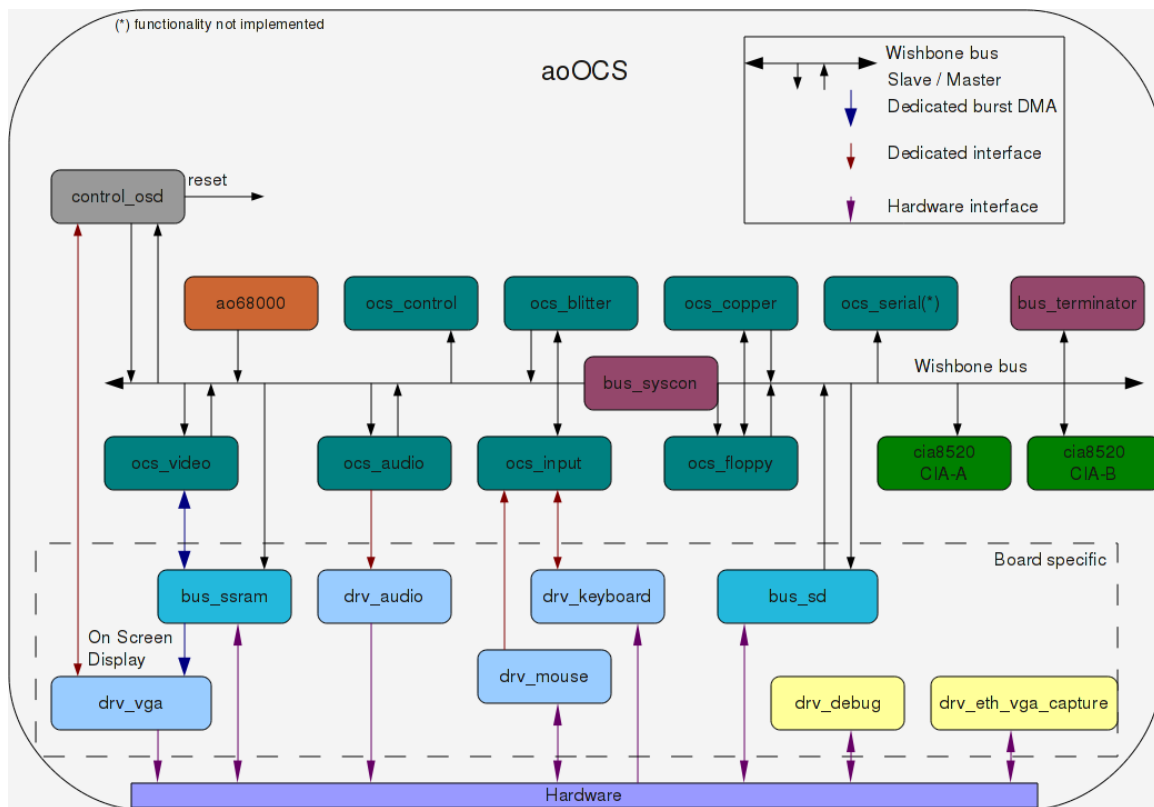 (*) functionality not implemented
aoOCS
Wishbone bus
Slave / Master
Dedicated burst DMA
Dedicated interface
Hardware interface
control_osd
reset
ao68000
ocs_control
ocs_blitter
ocs_copper
ocs_serial(*)
bus_terminator
bus_syscon
Wishbone bus
ocs_video
ocs_audio
ocs_input
ocs_floppy
cia8520
CIA-A
cia8520
CIA-B
Board specific
bus_ssram
drv_audio
drv_keyboard
bus_sd
On Screen
Display
drv_vga
drv_mouse
drv_debug
drv_eth_vga_capture
Hardware